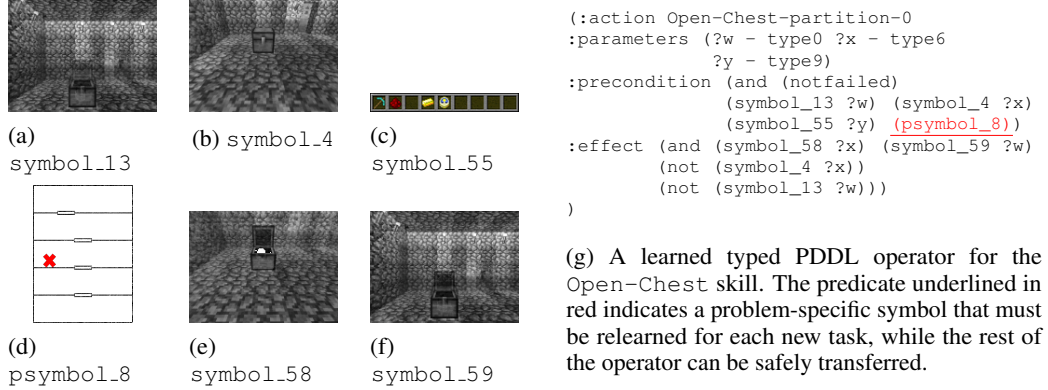 (a)
symbol_13
(b) symbol_4
(c)
symbol_55
(d)
psymbol_8
(e)
symbol_58
(f)
symbol_59
(:action Open-Chest-partition-0
:parameters (?w - type0 ?x - type6
?y - type9)
:precondition (and (notfailed)
(symbol_13 ?w) (symbol_4 ?x)
(symbol_55 ?y) (psymbol_8))
:effect (and (symbol_58 ?x) (symbol_59 ?w)
(not (symbol_4 ?x))
(not (symbol_13 ?w)))
)
(g) A learned typed PDDL operator for the
Open-Chest skill. The predicate underlined in
red indicates a problem-specific symbol that must
be relearned for each new task, while the rest of
the operator can be safely transferred.